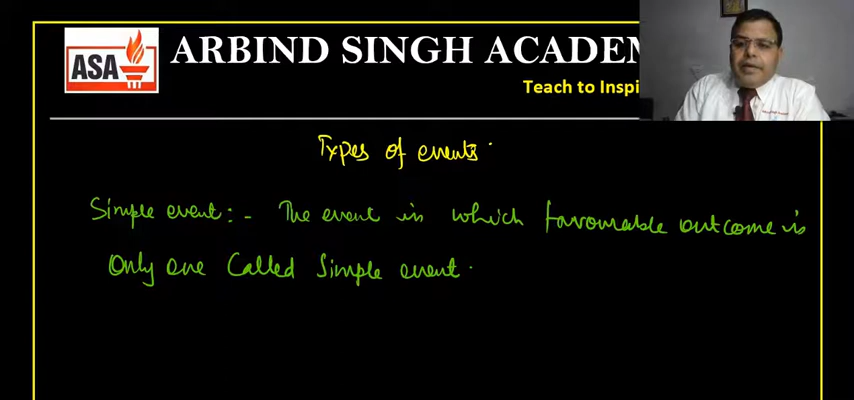 ASA
ARBIND SINGH ACADEM
Teach to Inspi
Types of events.
Simple event:- The event in which favourable outcome is
Only one Called Simple event.